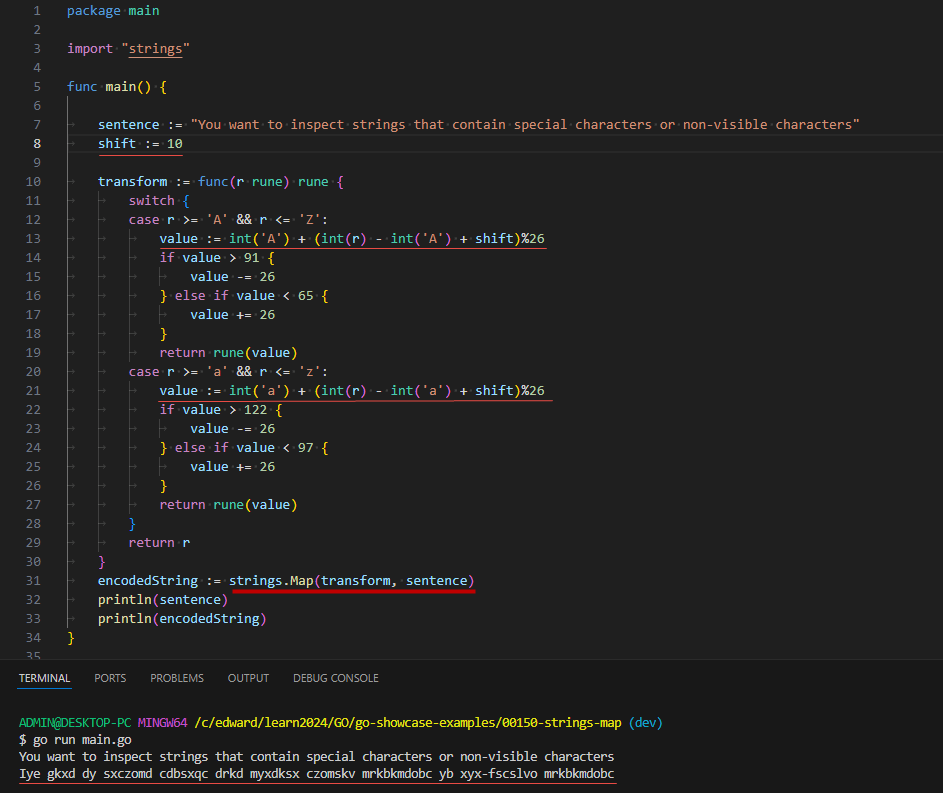 1 package main
2
3 import "strings"
4
5 func main() {
6
7 sentence := "You want to inspect strings that contain special characters or non-visible characters"
8 shift := 10
9
10 transform := func(r rune) rune {
11 switch {
12 case r >= 'A' && r <= 'Z':
13 value := int('A') + (int(r) - int('A') + shift)%26
14 if value > 91 {
15 value -= 26
16 } else if value < 65 {
17 value += 26
18 }
19 return rune(value)
20 case r >= 'a' && r <= 'z':
21 value := int('a') + (int(r) - int('a') + shift)%26
22 if value > 122 {
23 value -= 26
24 } else if value < 97 {
25 value += 26
26 }
27 return rune(value)
28 }
29 return r
30 }
31 encodedString := strings.Map(transform, sentence)
32 println(sentence)
33 println(encodedString)
34 }
35
TERMINAL PORTS PROBLEMS OUTPUT DEBUG CONSOLE
ADMIN@DESKTOP-PC MINGW64 /c/edward/learn2024/GO/go-showcase-examples/00150-strings-map (dev)
$ go run main.go
You want to inspect strings that contain special characters or non-visible characters
Iye gkxd dy sxczomd cdbsxqc drkd myxdksx czomskv mrkbkmdobc yb xyx-fscslvo mrkbkmdobc